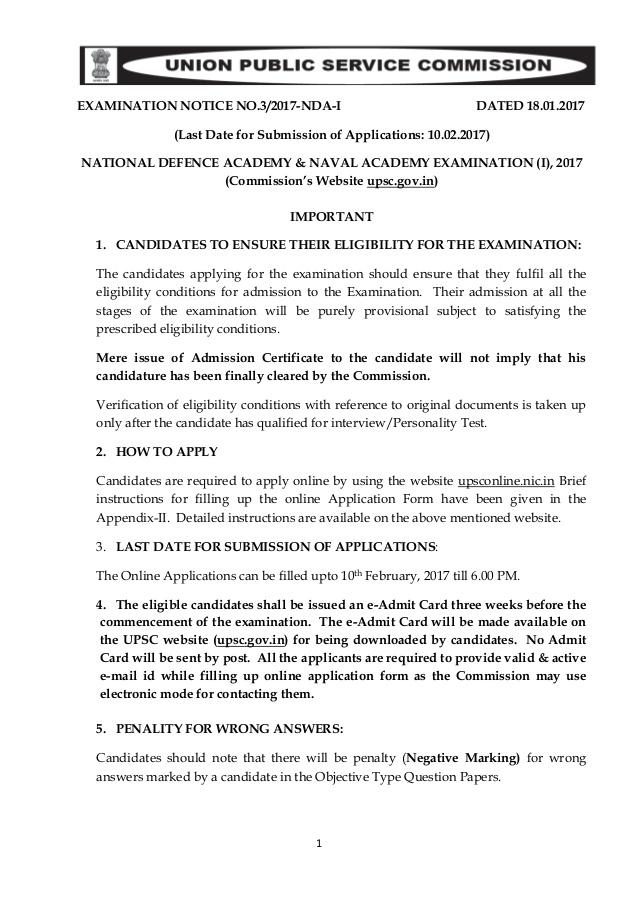 UNION PUBLIC SERVICE COMMISSION
EXAMINATION NOTICE NO.3/2017-NDA-I DATED 18.01.2017
(Last Date for Submission of Applications: 10.02.2017)
NATIONAL DEFENCE ACADEMY & NAVAL ACADEMY EXAMINATION (I), 2017
(Commission's Website upsc.gov.in)
IMPORTANT
1. CANDIDATES TO ENSURE THEIR ELIGIBILITY FOR THE EXAMINATION:
The candidates applying for the examination should ensure that they fulfil all the
eligibility conditions for admission to the Examination. Their admission at all the
stages of the examination will be purely provisional subject to satisfying the
prescribed eligibility conditions.
Mere issue of Admission Certificate to the candidate will not imply that his
candidature has been finally cleared by the Commission.
Verification of eligibility conditions with reference to original documents is taken up
only after the candidate has qualified for interview/Personality Test.
2. HOW TO APPLY
Candidates are required to apply online by using the website upsconline.nic.in Brief
instructions for filling up the online Application Form have been given in the
Appendix-II. Detailed instructions are available on the above mentioned website.
3. LAST DATE FOR SUBMISSION OF APPLICATIONS:
The Online Applications can be filled upto 10th February, 2017 till 6.00 PM.
4. The eligible candidates shall be issued an e-Admit Card three weeks before the
commencement of the examination. The e-Admit Card will be made available on
the UPSC website (upsc.gov.in) for being downloaded by candidates. No Admit
Card will be sent by post. All the applicants are required to provide valid & active
e-mail id while filling up online application form as the Commission may use
electronic mode for contacting them.
5. PENALITY FOR WRONG ANSWERS:
Candidates should note that there will be penalty (Negative Marking) for wrong
answers marked by a candidate in the Objective Type Question Papers.
1